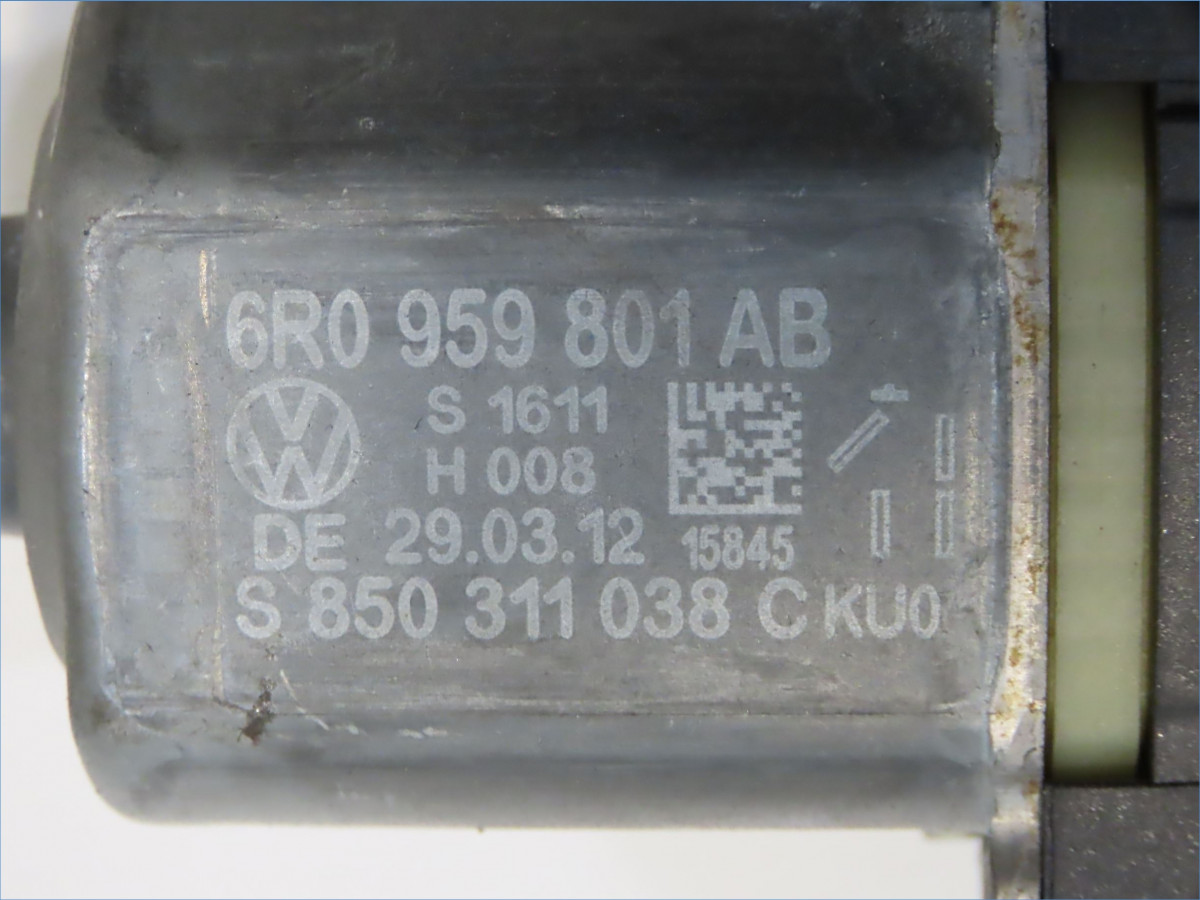 6R0 959 801 AB
S 1611
H 008
DE 29.03.12 15845
S 850 311 038 C KU0